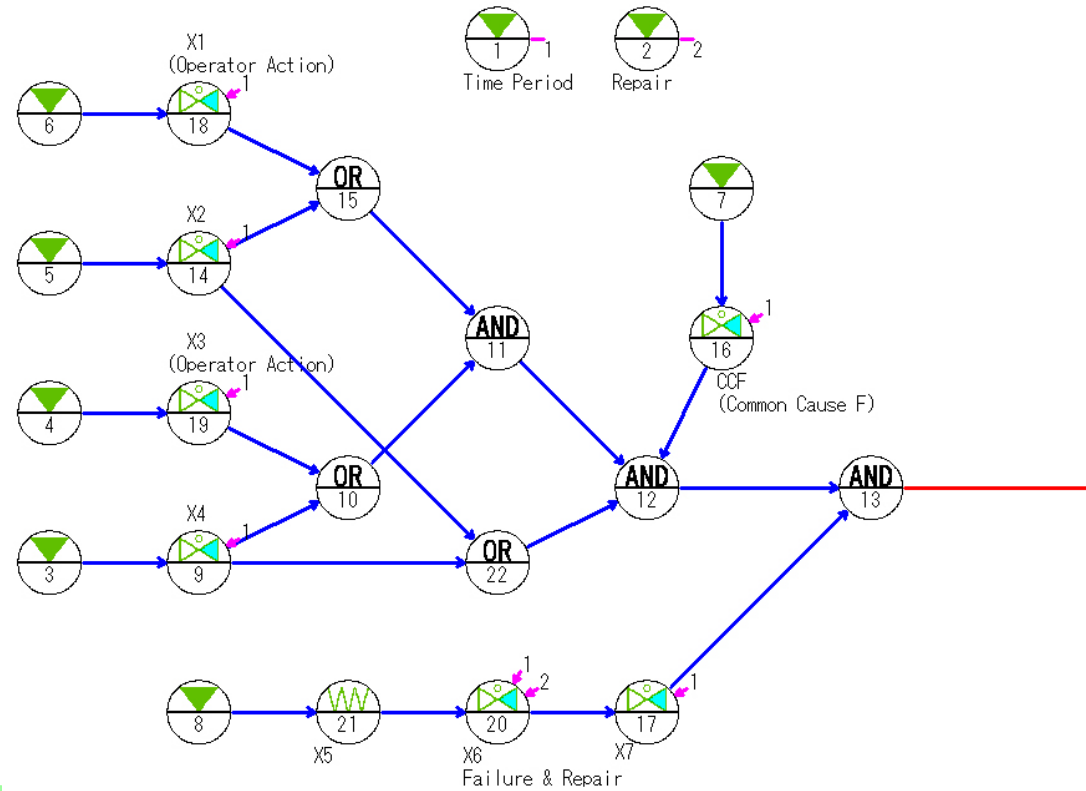 X1
(Operator Action)
1
1
1
Time Period
2
2
Repair
6
18
OR
15
7
X2
1
5
14
AND
11
1
16
CCF
(Common Cause F)
X3
(Operator Action)
1
4
19
OR
10
AND
12
AND
13
X4
1
3
9
OR
22
1
2
1
8
21
20
17
X5
X6
X7
Failure & Repair